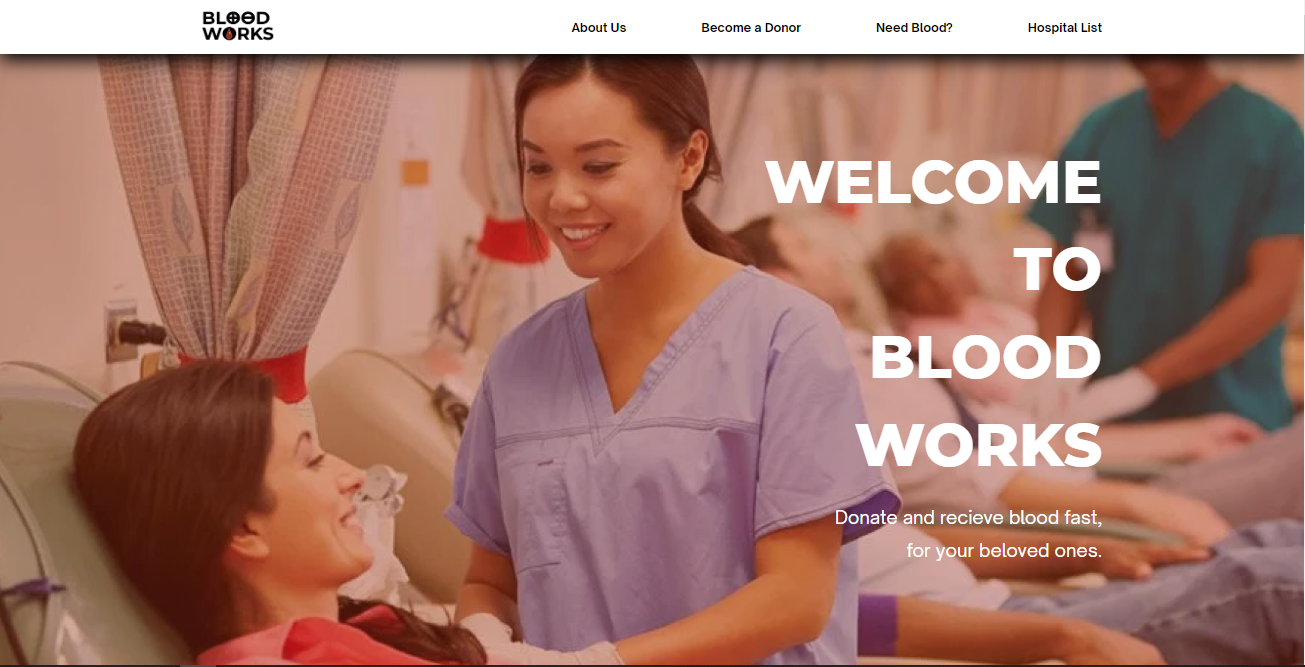 BLOOD
WORKS
About Us
Become a Donor
Need Blood?
Hospital List
WELCOME
TO
BLOOD
WORKS
Donate and recieve blood fast,
for your beloved ones.